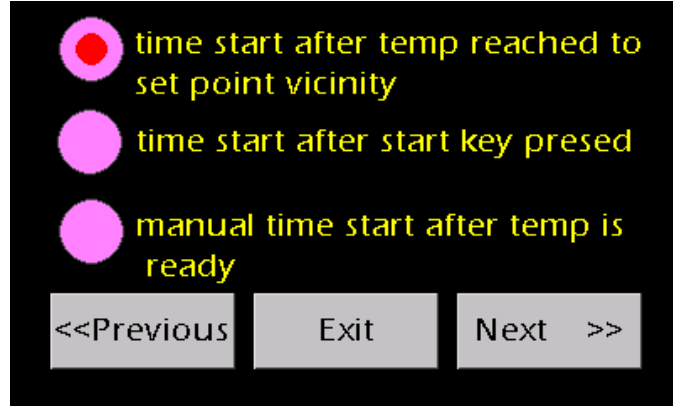 time start after temp reached to
set point vicinity
time start after start key presed
manual time start after temp is
ready
<<Previous Exit Next >>